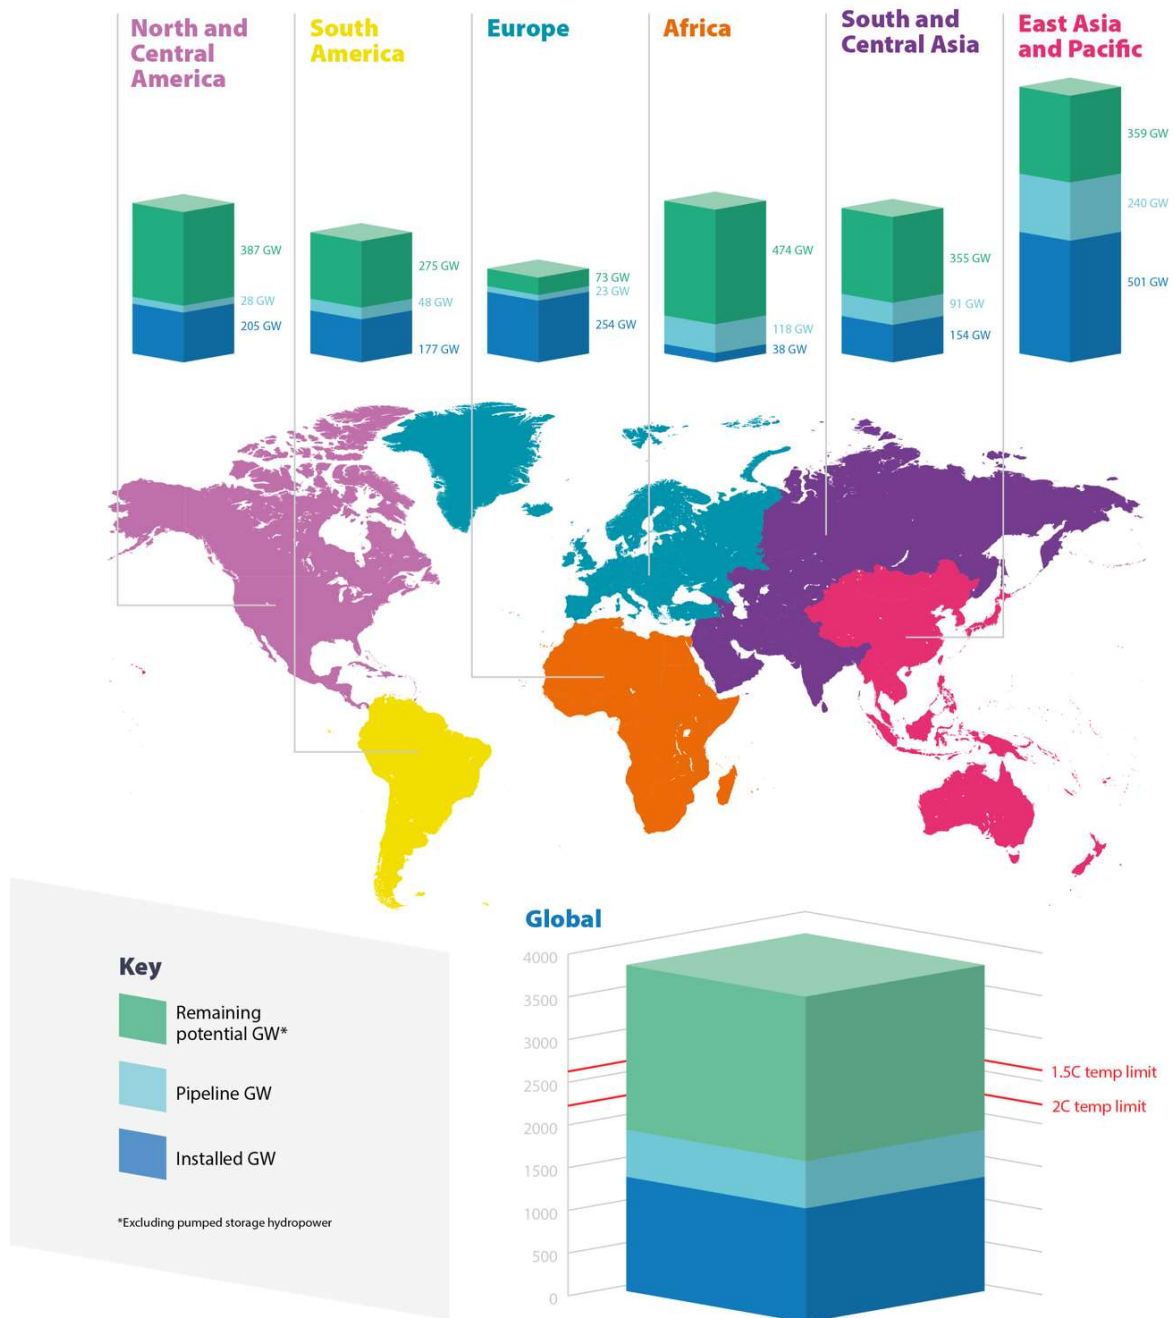 North and
Central
America
387 GW
28 GW
205 GW
South
America
275 GW
48 GW
177 GW
Europe
73 GW
23 GW
254 GW
Africa
474 GW
118 GW
38 GW
South and
Central Asia
355 GW
91 GW
154 GW
East Asia
and Pacific
359 GW
240 GW
501 GW
Key
Remaining
potential GW*
Pipeline GW
Installed GW
*Excluding pumped storage hydropower
Global
4000
3500
3000
2500
2000
1500
1000
500
0
1.5C temp limit
2C temp limit